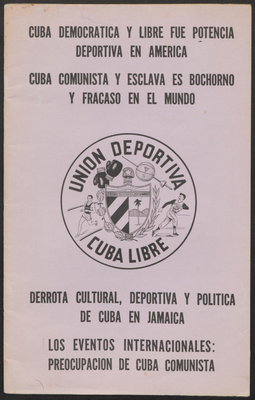 CUBA DEMOCRATICA Y LIBRE FUE POTENCIA
DEPORTIVA EN AMERICA
CUBA COMUNISTA Y ESCLAVA ES BOCHORNO
Y FRACASO EN EL MUNDO
UNION DEPORTIVA
CUBA LIBRE
DERROTA CULTURAL, DEPORTIVA Y POLITICA
DE CUBA EN JAMAICA
LOS EVENTOS INTERNACIONALES:
PREOCUPACION DE CUBA COMUNISTA